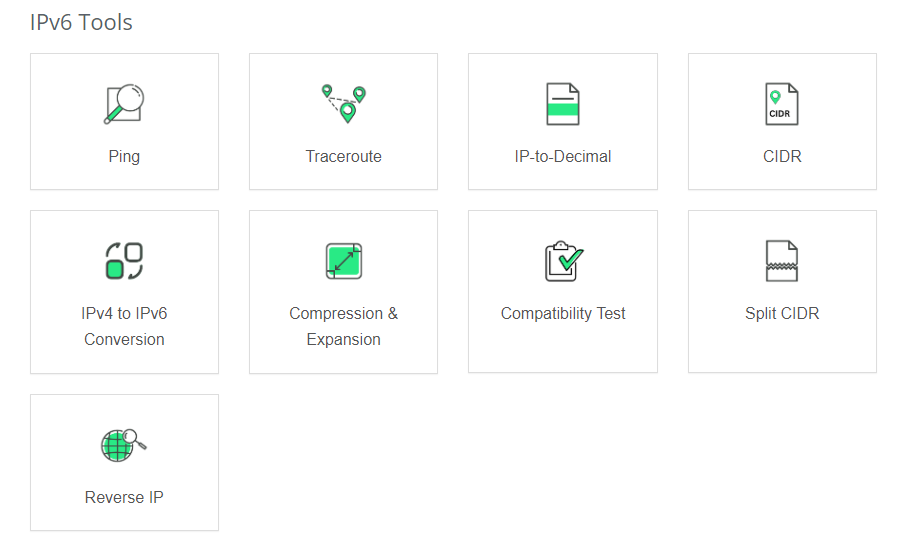 IPv6 Tools
Ping
Traceroute
IP-to-Decimal
CIDR
CIDR
IPv4 to IPv6
Conversion
Compression &
Expansion
Compatibility Test
Split CIDR
Reverse IP